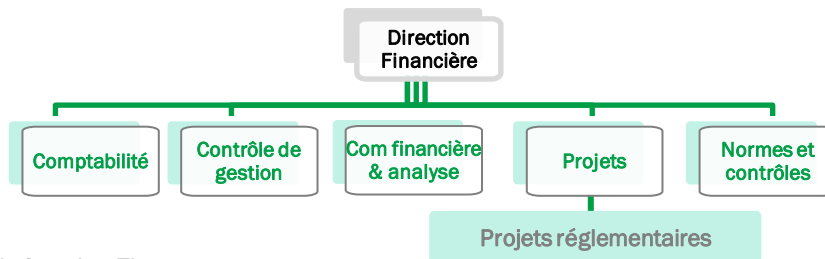 Direction
Financière
Comptabilité
Contrôle de
gestion
Com financière
& analyse
Projets
Normes et
contrôles
Projets réglementaires